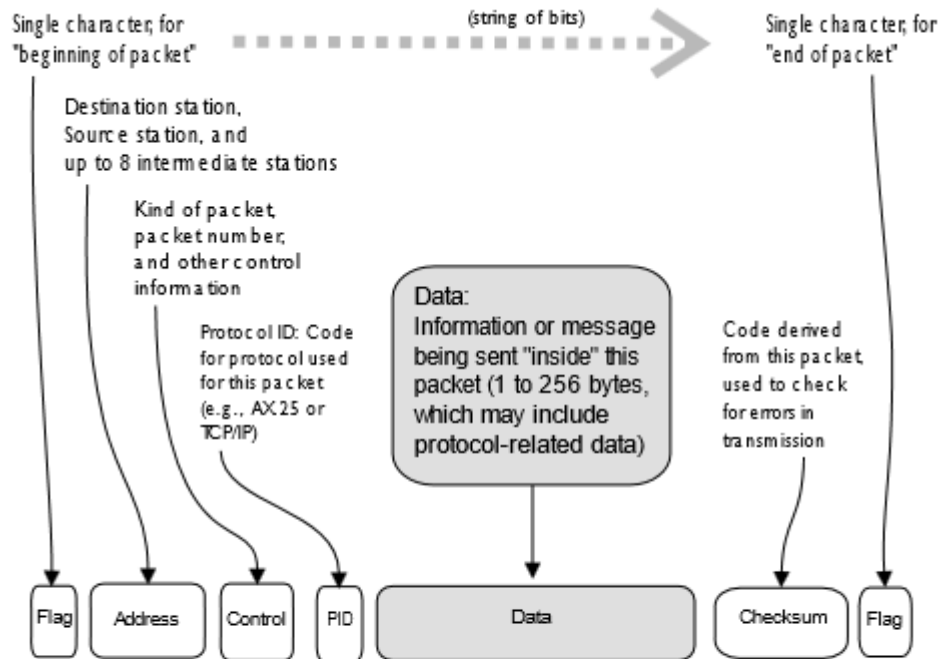 Single character, for
"beginning of packet"
(string of bits)
Single character, for
"end of packet"
Destination station,
Source station, and
up to 8 intermediate stations
Kind of packet,
packet number,
and other control
information
Protocol ID: Code
for protocol used
for this packet
(e.g., AX.25 or
TCP/IP)
Data:
Information or message
being sent "inside" this
packet (1 to 256 bytes,
which may include
protocol-related data)
Code derived
from this packet,
used to check
for errors in
transmission
Flag
Address
Control
PID
Data
Checksum
Flag